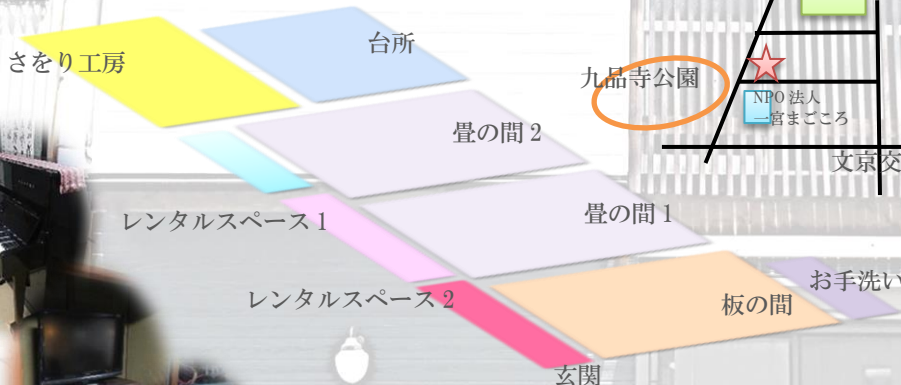 さをり工房
台所
九品寺公園
NPO 法人
一宮まごころ
畳の間 2
文京交
レンタルスペース 1
畳の間 1
お手洗い
レンタルスペース 2
板の間
玄関